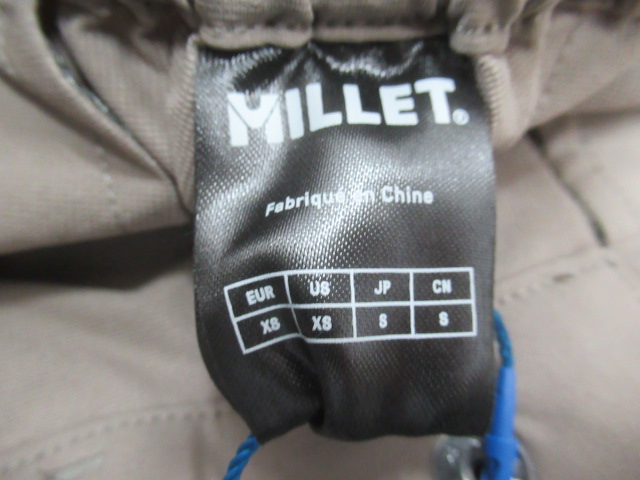 MILLET®
Fabriqué en Chine
EUR US JP CN
XS XS S S